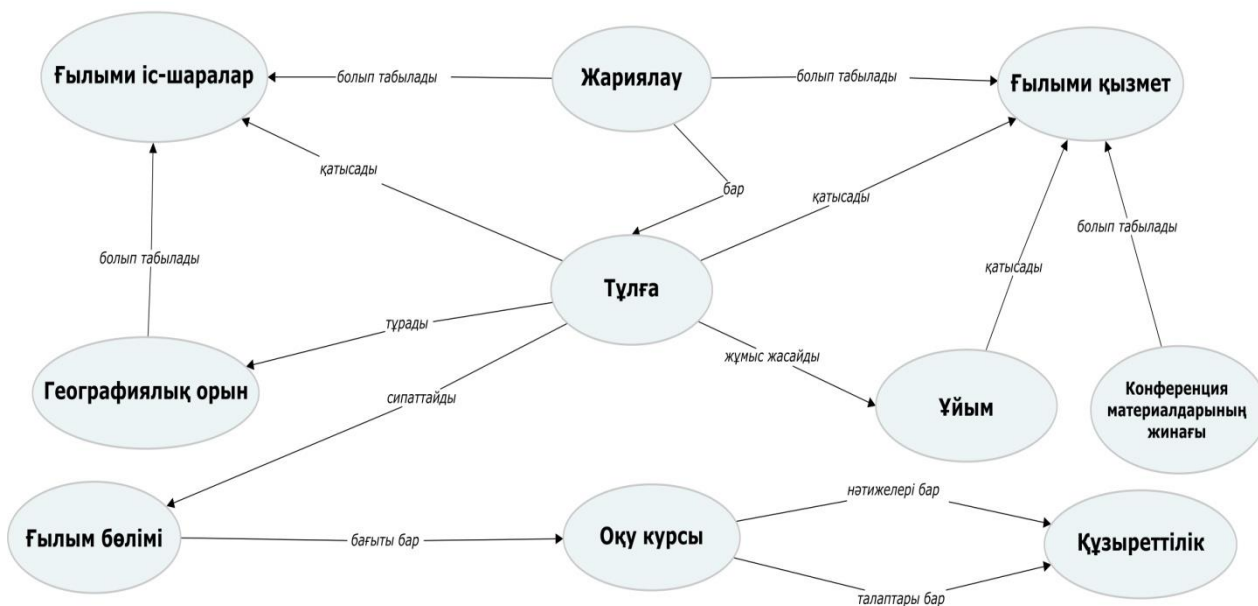 Ғылыми іс-шаралар
болып табылады
Жариялау
болып табылады
Ғылыми қызмет
қатысады
бар
қатысады
болып табылады
болып табылады
Тұлға
қатысады
тұрады
жұмыс жасайды
Географиялық орын
сипаттайды
Ұйым
Конференция
материалдарының
жинағы
Ғылым бөлімі
бағыты бар
Оқу курсы
нәтижелері бар
талаптары бар
Құзыреттілік